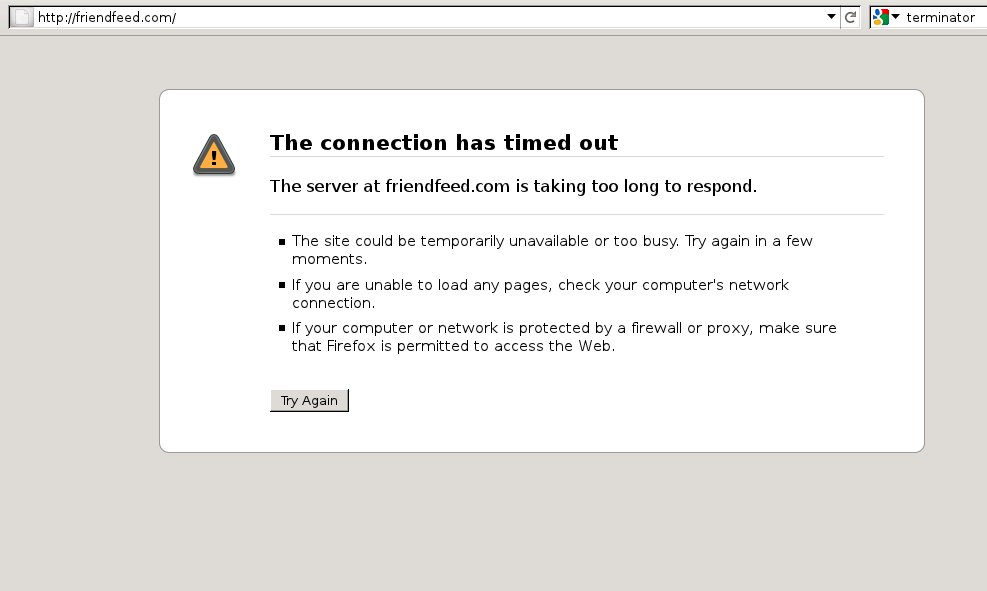 http://friendfeed.com/
terminator
The connection has timed out
The server at friendfeed.com is taking too long to respond.
The site could be temporarily unavailable or too busy. Try again in a few
moments.
If you are unable to load any pages, check your computer's network
connection.
If your computer or network is protected by a firewall or proxy, make sure
that Firefox is permitted to access the Web.
Try Again